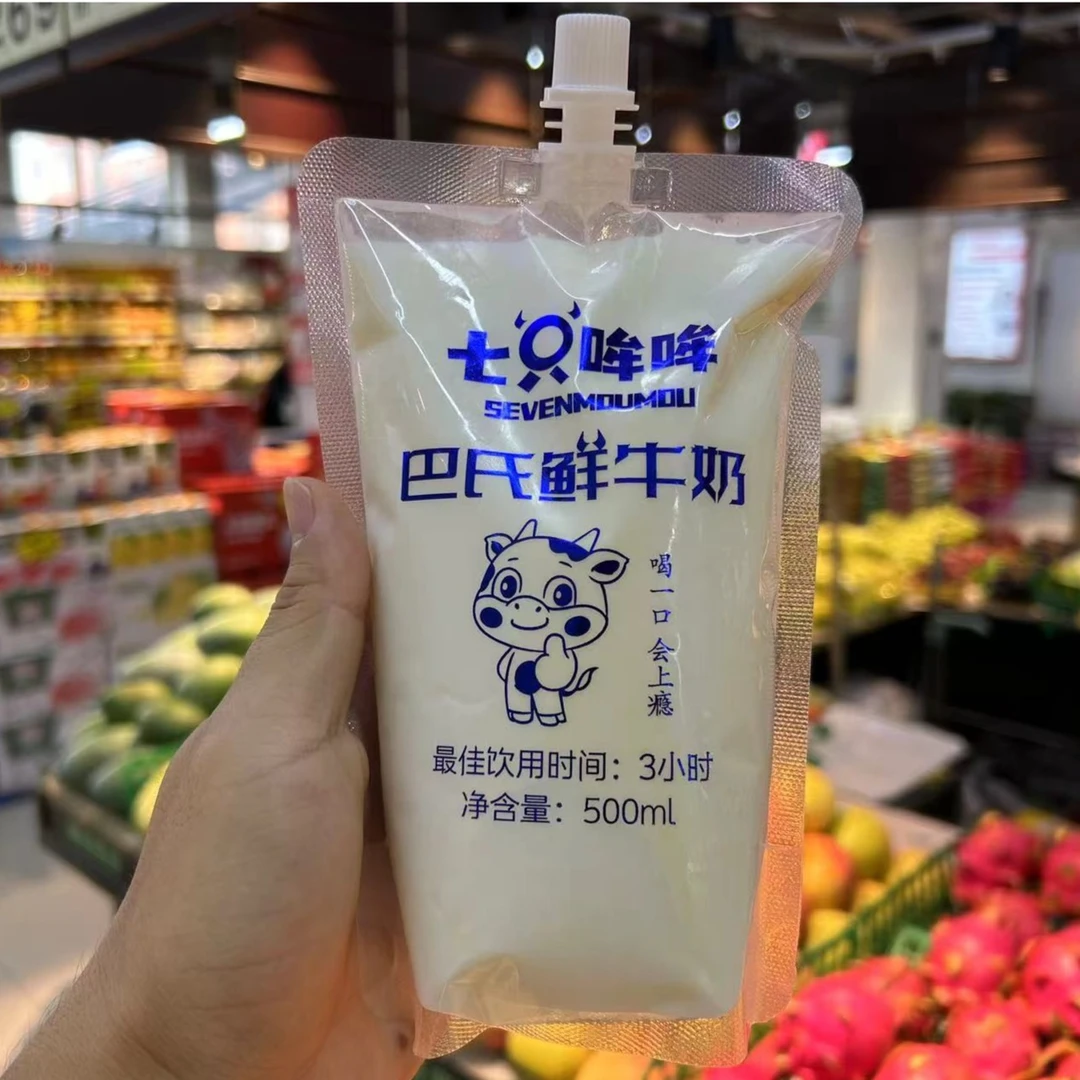 269
七只哞哞
SEVENMOUMOU
巴氏鲜牛奶
喝一口会上瘾
最佳饮用时间：3小时
净含量：500ml